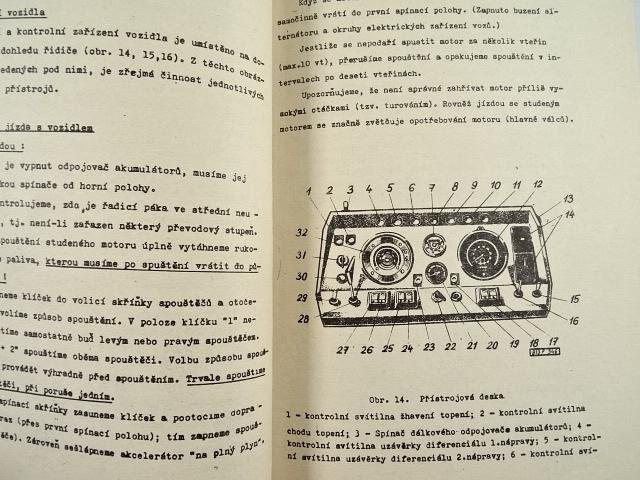 í vozidla
í a kontrolní zařízení vozidla je umístěno na do-
dohledu řidiče (obr. 14, 15,16). Z těchto obráz-
edených pod nimi, je zřejmá činnost jednotlivých
přístrojů.
jízda s vozidlem
dou :
je vypnut odpojovač akumulátorů, musíme jej
kou spínače od horní polohy.
ntrolujeme, zda je řadicí páka ve střední neu -
, tj. není-li zařazen některý převodový stupeň.
pouštění studeného motoru úplně vytáhneme ruko-
paliva, kterou musíme po spuštění vrátit do pů-
!
neme klíček do volicí skříňky spouštěčů a otoče-
volíme způsob spouštění. V poloze klíčku "1" ne-
tíme samostatně buď levým nebo pravým spouštěčem.
+ 2" spouštíme oběma spouštěči. Volbu způsobu spou-
provádět výhradně před spouštěním. Trvale spouštíme
těči, při poruše jedním.
spínací skříňky zasuneme klíček a pootočíme dopra-
raz (přes první spínací polohu); tím zapneme spouš-
těče). Zároveň sešlápneme akcelerátor "na plný plyn".
Když se
samočinně vrátí do první spínací polohy. (Zapnuto buzení al-
ternátoru a okruhy elektrických zařízení vozu.)
Jestliže se nepodaří spustit motor za několik vteřin
(max.10 vt), přerušíme spouštění a opakujeme spouštění v in-
tervalech po deseti vteřinách.
Upozorňujeme, že není správné zahřívat motor příliš vy-
sokými otáčkami (tzv. turováním). Rovněž jízdou se studeným
motorem se značně zvětšuje opotřebování motoru (hlavně válců).
1 2 3 4 5 6 7 8 9 10 11 12
13
14
32
31
30
29
28
15
16
27 26 25 24 23 22 21 20 19 18 17
Obr. 14. Přístrojová deska
1 - kontrolní svítilna žhavení topení; 2 - kontrolní svítilna
chodu topení; 3 - Spínač dálkového odpojovače akumulátorů; 4 -
kontrolní svítilna uzávěrky diferenciálu 1.nápravy; 5 - kontrol-
ní svítilna uzávěrky diferenciálu 2.nápravy; 6 - kontrolní sví-